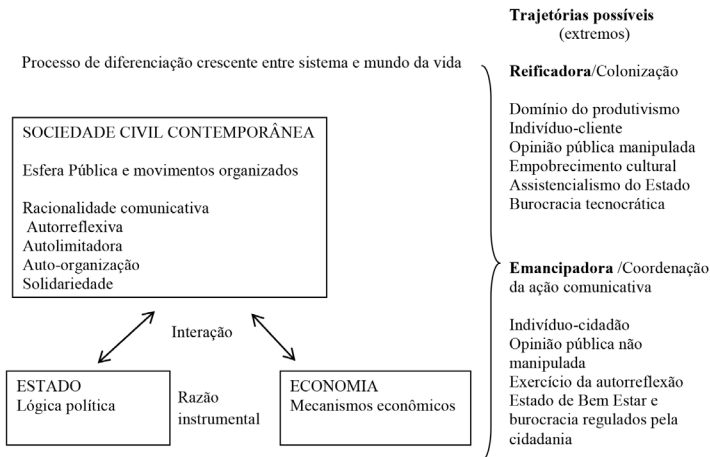 Processo de diferenciação crescente entre sistema e mundo da vida
SOCIEDADE CIVIL CONTEMPORÂNEA
Esfera Pública e movimentos organizados
Racionalidade comunicativa
Autorreflexiva
Autolimitadora
Auto-organização
Solidariedade
Interação
ESTADO
Lógica política
Razão
instrumental
ECONOMIA
Mecanismos econômicos
Trajetórias possíveis
(extremos)
Reificadora/Colonização
Domínio do produtivismo
Indivíduo-cliente
Opinião pública manipulada
Empobrecimento cultural
Assistencialismo do Estado
Burocracia tecnocrática
Emancipadora /Coordenação
da ação comunicativa
Indivíduo-cidadão
Opinião pública não
manipulada
Exercício da autorreflexão
Estado de Bem Estar e
burocracia regulados pela
cidadania